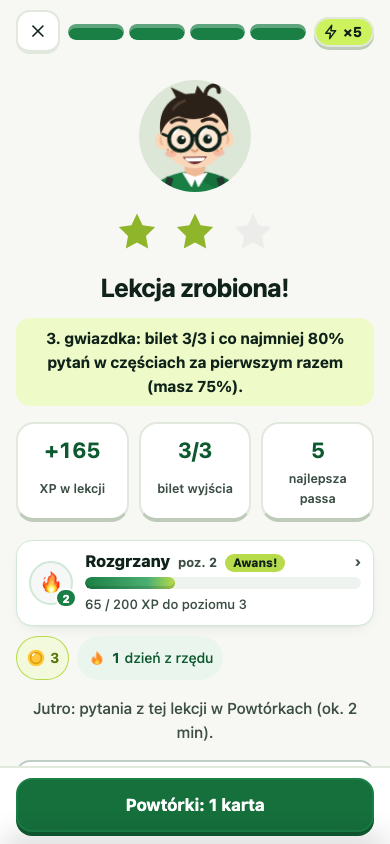 ×5
Lekcja zrobiona!
3. gwiazdka: bilet 3/3 i co najmniej 80%
pytań w częściach za pierwszym razem
(masz 75%).
+165
XP w lekcji
3/3
bilet wyjścia
5
najlepsza
passa
Rozgrzany poz. 2 Awans! ›
2
65 / 200 XP do poziomu 3
3
1 dzień z rzędu
Jutro: pytania z tej lekcji w Powtórkach (ok. 2
min).
Powtórki: 1 karta